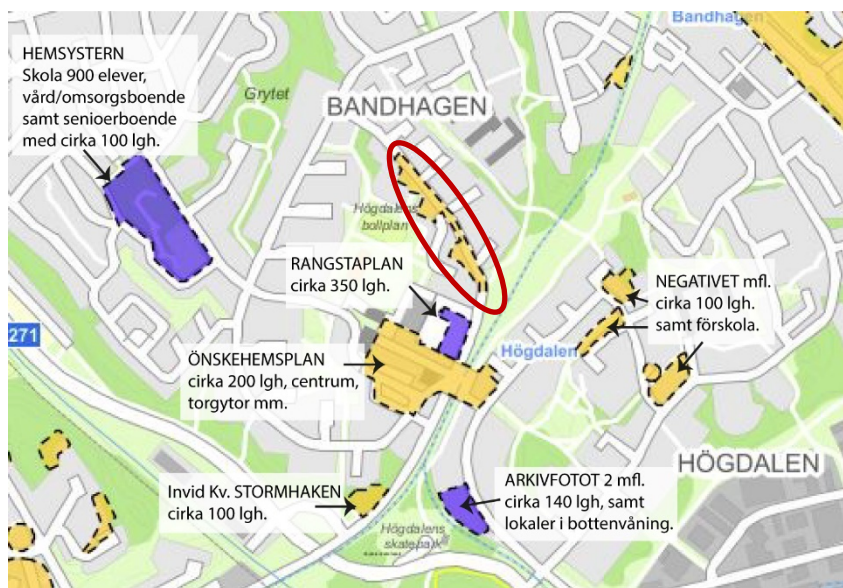 HEMSYSTERN
Skola 900 elever,
vård/omsorgsboende
samt senioerboende
med cirka 100 lgh.
Grytet
BANDHAGEN
Bandhagen
Högdalens
bollplan
RANGSTAPLAN
cirka 350 lgh.
NEGATIVET mfl.
cirka 100 lgh.
samt förskola.
271
Högdalen
ÖNSKEHEMSPLAN
cirka 200 lgh, centrum,
torgytor mm.
HÖGDALEN
Invid Kv. STORMHAKEN
cirka 100 lgh.
ARKIVFOTOT 2 mfl.
cirka 140 lgh, samt
lokaler i bottenvåning.
Högdalens
skatepalk